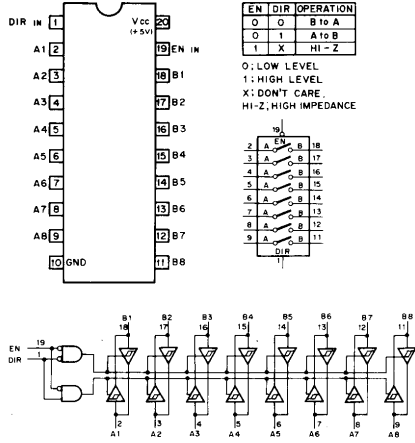 DIR IN 1
A1 2
A2 3
A3 4
A4 5
A5 6
A6 7
A7 8
A8 9
10 GND
Vcc 20
(+5V)
19 EN IN
18 B1
17 B2
16 B3
15 B4
14 B5
13 B6
12 B7
11 B8
EN DIR OPERATION
0 0 B to A
0 1 A to B
1 X HI-Z
0; LOW LEVEL
1; HIGH LEVEL
X; DON'T CARE,
HI-Z; HIGH IMPEDANCE
19
EN
2 A B 18
3 A B 17
4 A B 16
5 A B 15
6 A B 14
7 A B 13
8 A B 12
9 A B 11
DIR
1
B1 B2 B3 B4 B5 B6 B7 B8
18 17 16 15 14 13 12 11
EN 19
DIR 1
2 3 4 5 6 7 8 9
A1 A2 A3 A4 A5 A6 A7 A8